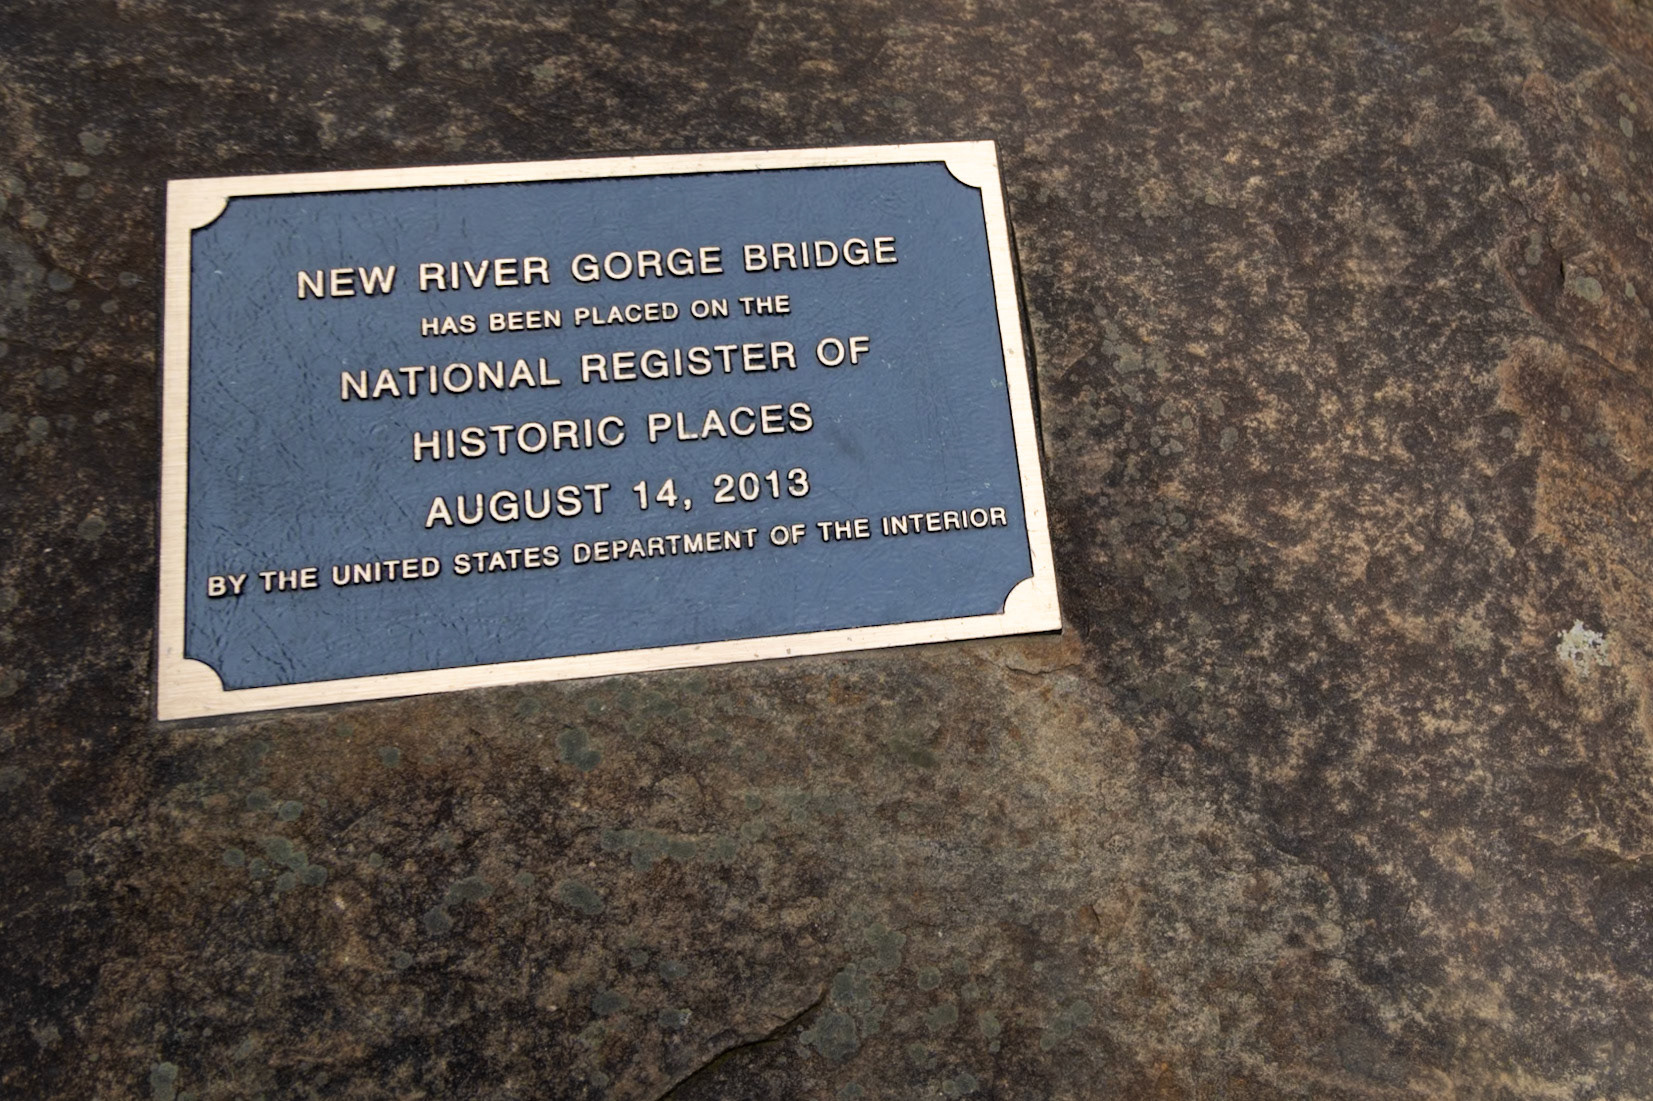 NEW RIVER GORGE BRIDGE
HAS BEEN PLACED ON THE
NATIONAL REGISTER OF
HISTORIC PLACES
AUGUST 14, 2013
BY THE UNITED STATES DEPARTMENT OF THE INTERIOR